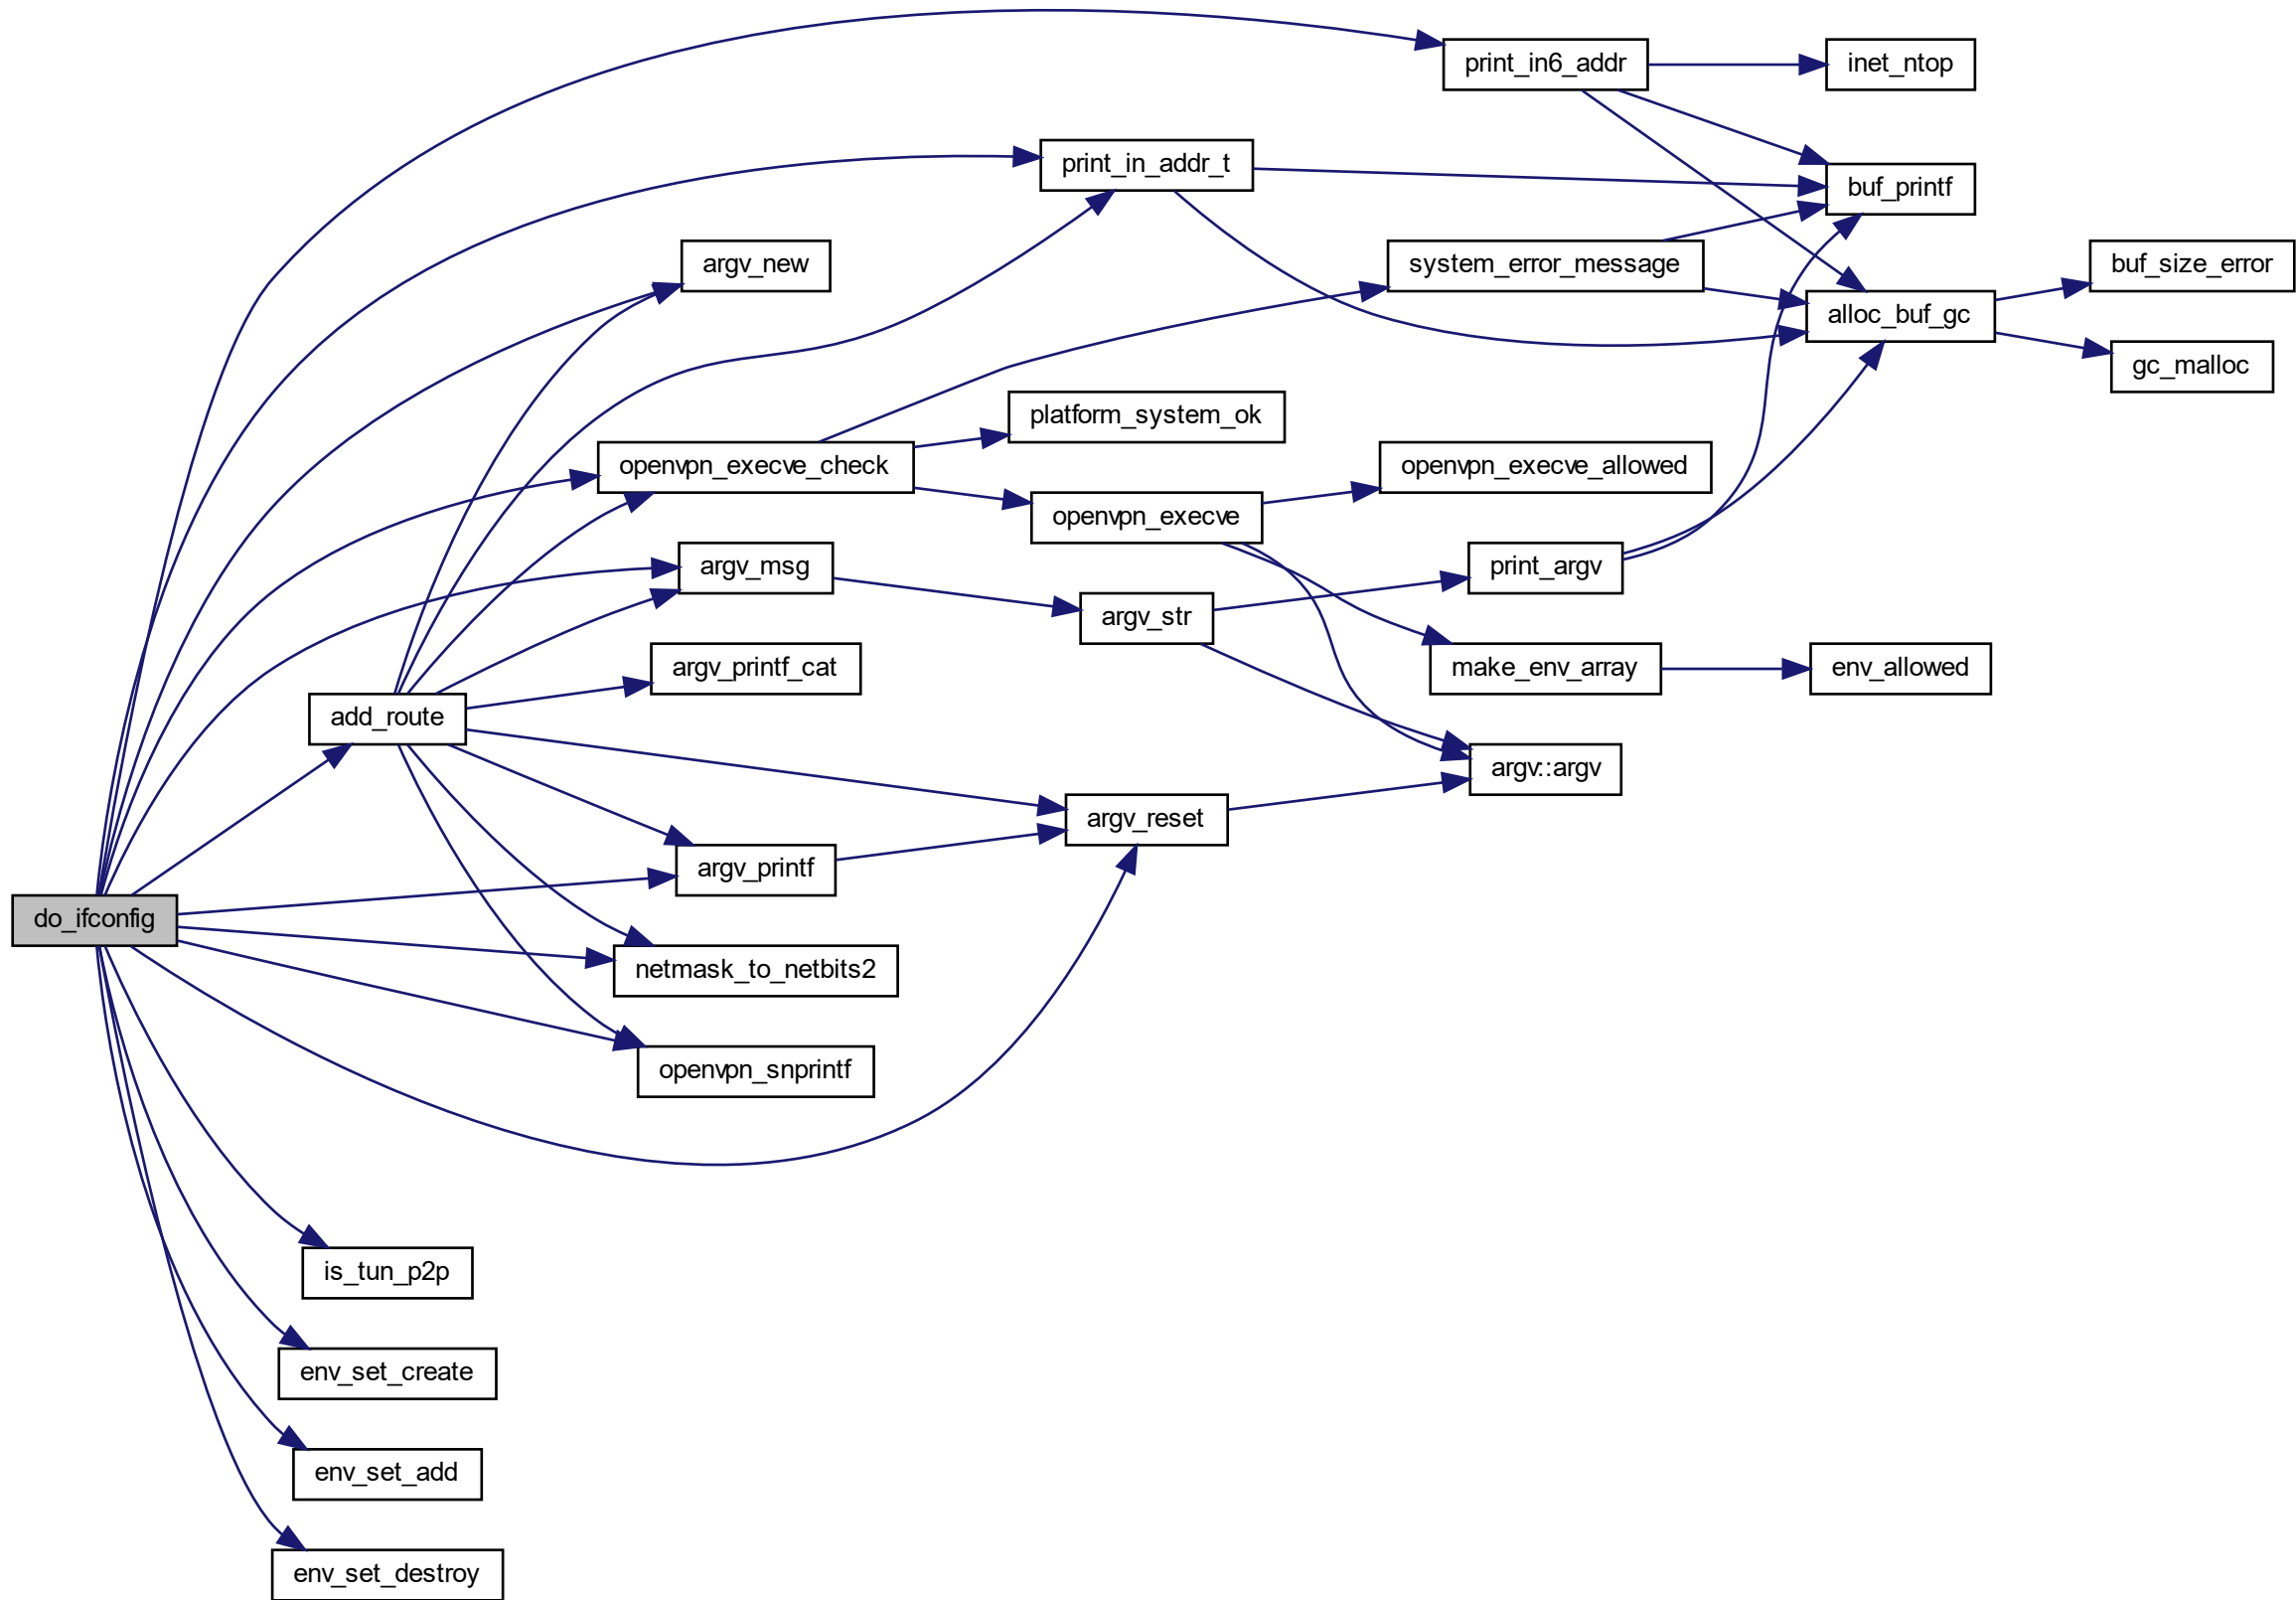 print_in6_addr
inet_ntop
print_in_addr_t
buf_printf
argv_new
system_error_message
buf_size_error
alloc_buf_gc
gc_malloc
platform_system_ok
openvpn_execve_check
openvpn_execve_allowed
openvpn_execve
argv_msg
print_argv
argv_str
argv_printf_cat
make_env_array
env_allowed
add_route
argv::argv
argv_reset
argv_printf
do_ifconfig
netmask_to_netbits2
openvpn_snprintf
is_tun_p2p
env_set_create
env_set_add
env_set_destroy